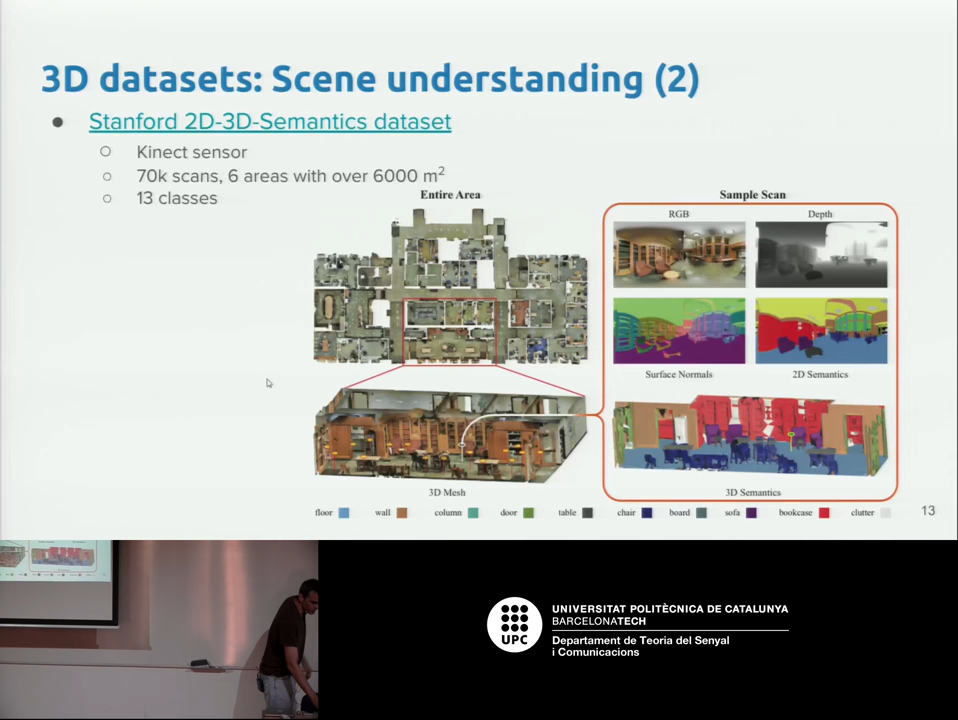 3D datasets: Scene understanding (2)
● Stanford 2D-3D-Semantics dataset
○ Kinect sensor
○ 70k scans, 6 areas with over 6000 m²
○ 13 classes
Entire Area
Sample Scan
RGB Depth
Surface Normals 2D Semantics
3D Mesh
3D Semantics
floor wall column door table chair board sofa bookcase clutter
13
UPC
UNIVERSITAT POLITÈCNICA DE CATALUNYA
BARCELONATECH
Departament de Teoria del Senyal
i Comunicacions